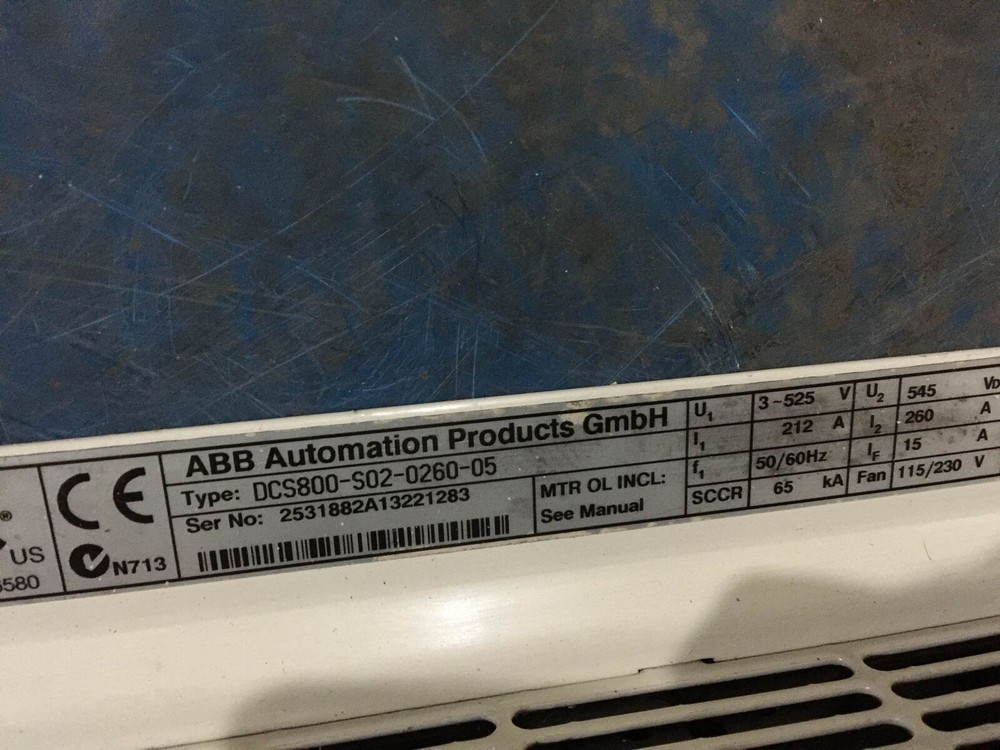 ® US
5580
CE
N713
ABB Automation Products GmbH
Type: DCS800-S02-0260-05
Ser No: 2531882A13221283
MTR OL INCL:
See Manual
U1 3~525 V U2 545
I1 212 A I2 260 A
f1 50/60Hz IF 15 A
SCCR 65 kA Fan 115/230 V